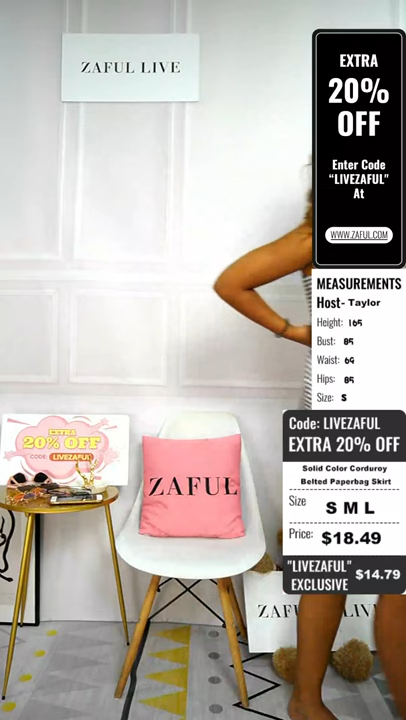 ZAFUL LIVE
EXTRA
20%
OFF
Enter Code
"LIVEZAFUL"
At
WWW.ZAFUL.COM
MEASUREMENTS
Host- Taylor
Height: 165
Bust: 85
Waist: 69
Hips: 85
Size: S
Code: LIVEZAFUL
EXTRA 20% OFF
Solid Color Corduroy
Belted Paperbag Skirt
Size S M L
Price: $18.49
"LIVEZAFUL"
EXCLUSIVE $14.79
EXTRA
20% OFF
CODE: LIVEZAFUL
ZAFUL
ZAF LIVE